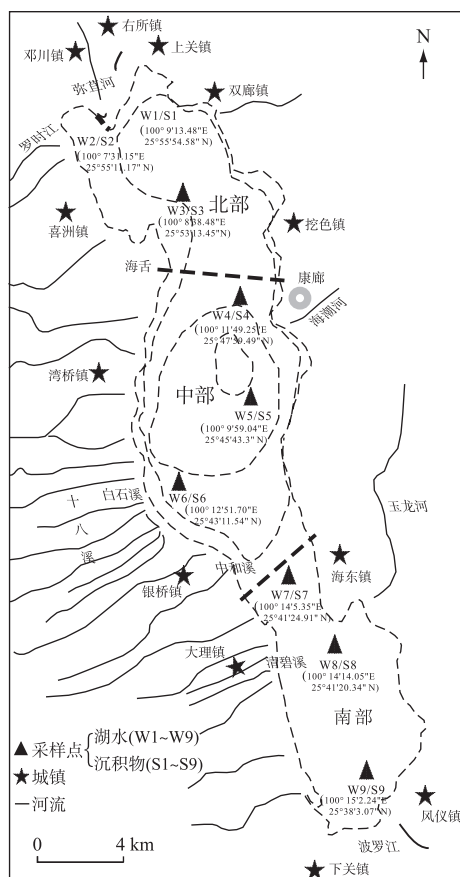 右所镇
邓川镇
上关镇
N
弥苴河
双廊镇
罗时江
W1/S1
(100° 9'13.48"E
25°55'54.58" N)
W2/S2
(100° 7'31.15"E
25°55'11.17" N)
喜洲镇
W3/S3
(100° 8'38.48"E
25°53'13.45" N)
北部
挖色镇
海舌
康廊
海潮河
W4/S4
(100° 11'49.25"E
25°47'59.49" N)
湾桥镇
中部
W5/S5
(100° 9'59.04"E
25°45'43.3" N)
W6/S6
(100° 12'51.70"E
25°43'11.54" N)
十八溪
白石溪
玉龙河
中和溪
银桥镇
海东镇
W7/S7
(100° 14'5.35"E
25°41'24.91" N)
大理镇
清碧溪
W8/S8
(100° 14'14.05"E
25°41'20.34" N)
南部
W9/S9
(100° 15'2.24"E
25°38'3.07" N)
凤仪镇
波罗江
下关镇
采样点
湖水(W1~W9)
沉积物(S1~S9)
城镇
河流
0 4 km